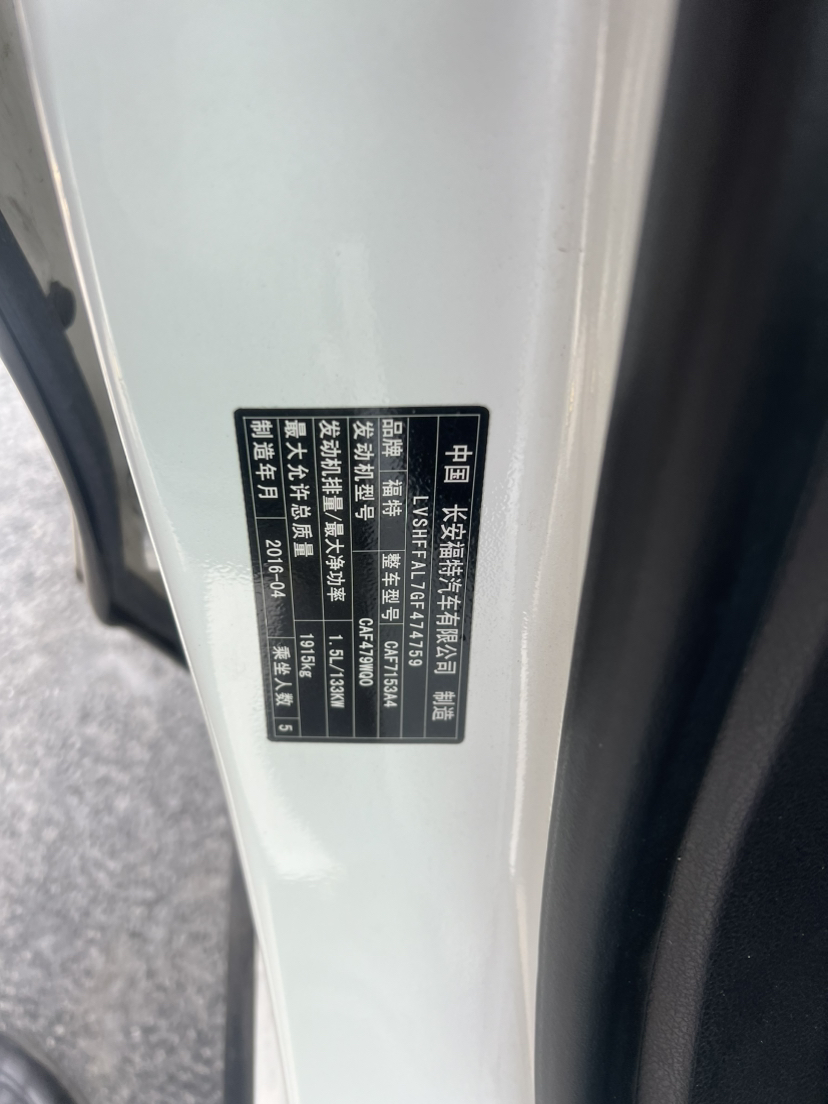 中国 长安福特汽车有限公司 制造
LVSHFFAL7GF474759
品牌 福特 整车型号 CAF7153A4
发动机型号 CAF479WQ0
发动机排量/最大净功率 1.5L/133KW
最大允许总质量 1915kg
制造年月 2016-04 乘坐人数 5